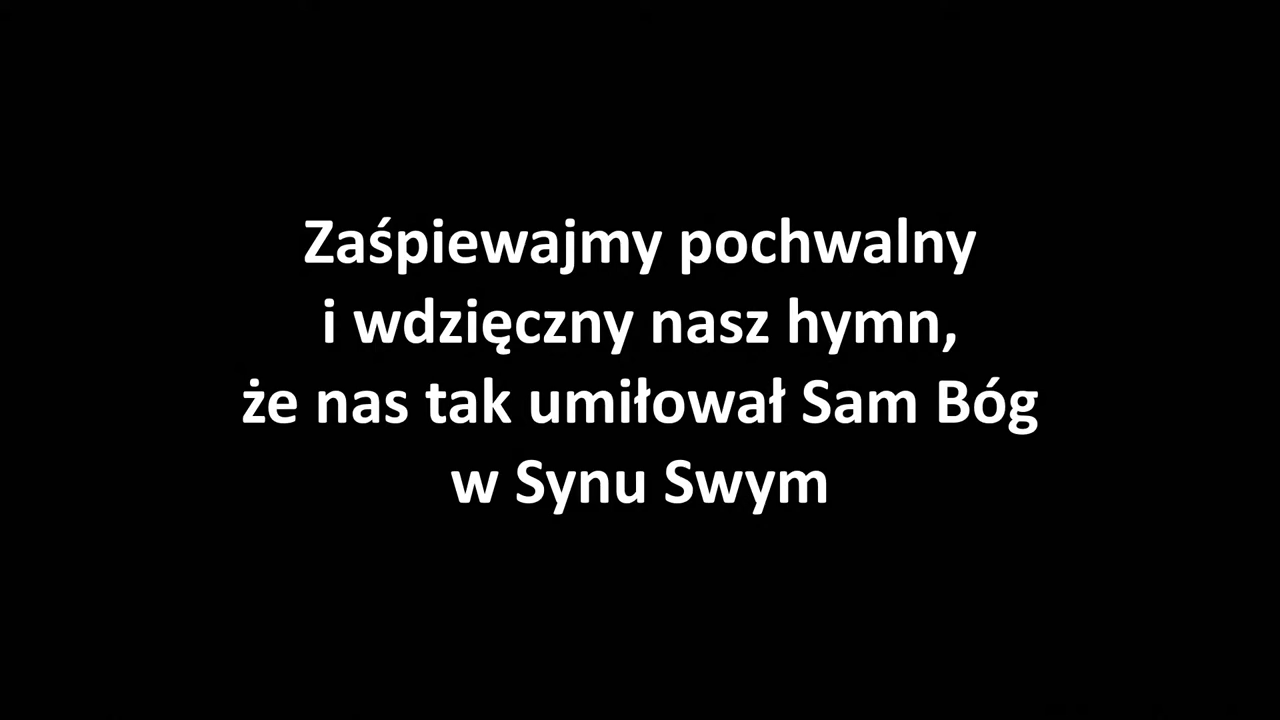 Zaśpiewajmy pochwalny
i wdzięczny nasz hymn,
że nas tak umiłował Sam Bóg
w Synu Swym